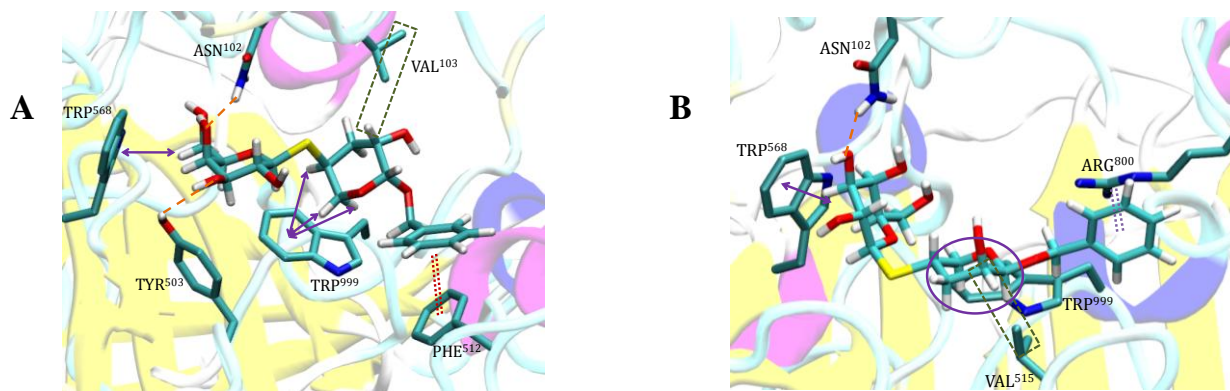 A
ASN102
VAL103
TRP568
TYR503
TRP999
PHE512
B
ASN102
TRP568
ARG800
TRP999
VAL515